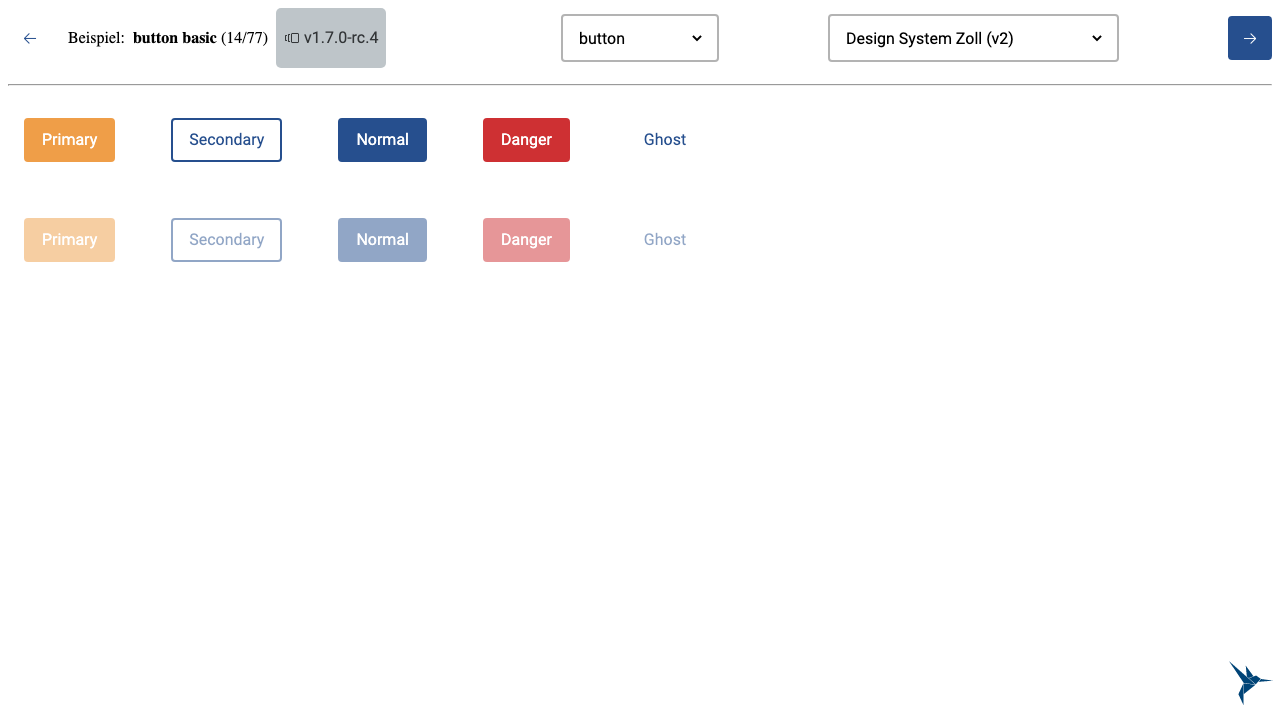 Beispiel: button basic (14/77) v1.7.0-rc.4 button Design System Zoll (v2)
Primary Secondary Normal Danger Ghost
Primary Secondary Normal Danger Ghost